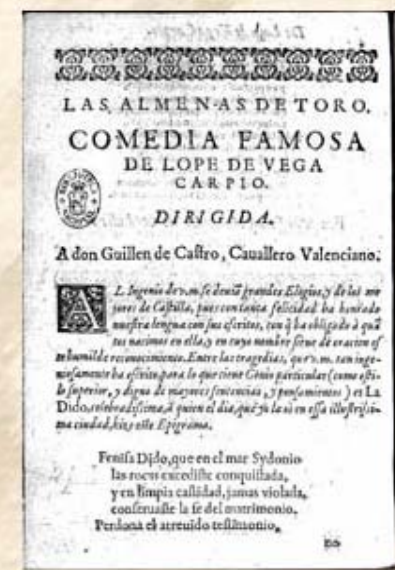 LAS ALMENAS DE TORO.
COMEDIA FAMOSA
DE LOPE DE VEGA
CARPIO.
DIRIGIDA.
A don Guillen de Caſtro, Cauallero Valenciano.
AL Ingenio de v.m. ſe deuiā grandes Elogios, y de los me
jores de Caſtilla, pues con tanta felicidad ha honrado
nueſtra lengua con ſus eſcritos, con q̃ ha obligado à quã
tos nacimos en ella, y en cuyo nombre ſirue de oracion eſ
te humilde reconocimiento. Entre las tragedias, que v.m. tan inge-
nioſamente ha eſcrito, para lo que tiene Genio particular (como eſti-
lo ſuperior, y digno de mayores ſentencias, y penſamientos) es La
Dido, celebradiſsima, à quien el dia, que yo la oì en eſſa illuſtriſsi-
ma ciudad, hize eſte Epigrama.
Feniſa Dido, que en el mar Sydonio
las rocas excediſte conquiſtada,
y en limpia caſtidad, jamas violada,
conſeruaſte la fe del matrimonio.
Perdona el atreuido teſtimonio,